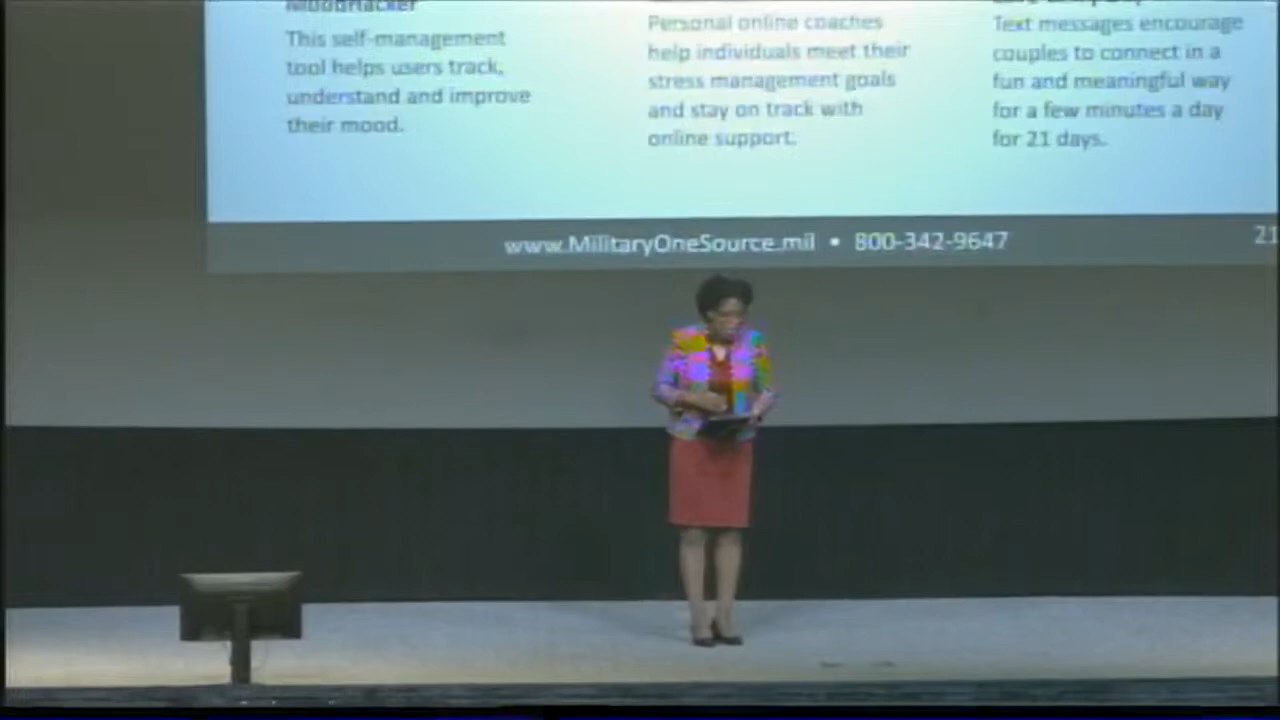 MoodHacker
This self-management
tool helps users track,
understand and improve
their mood.
Personal online coaches
help individuals meet their
stress management goals
and stay on track with
online support.
Text messages encourage
couples to connect in a
fun and meaningful way
for a few minutes a day
for 21 days.
www.MilitaryOneSource.mil • 800-342-9647
21